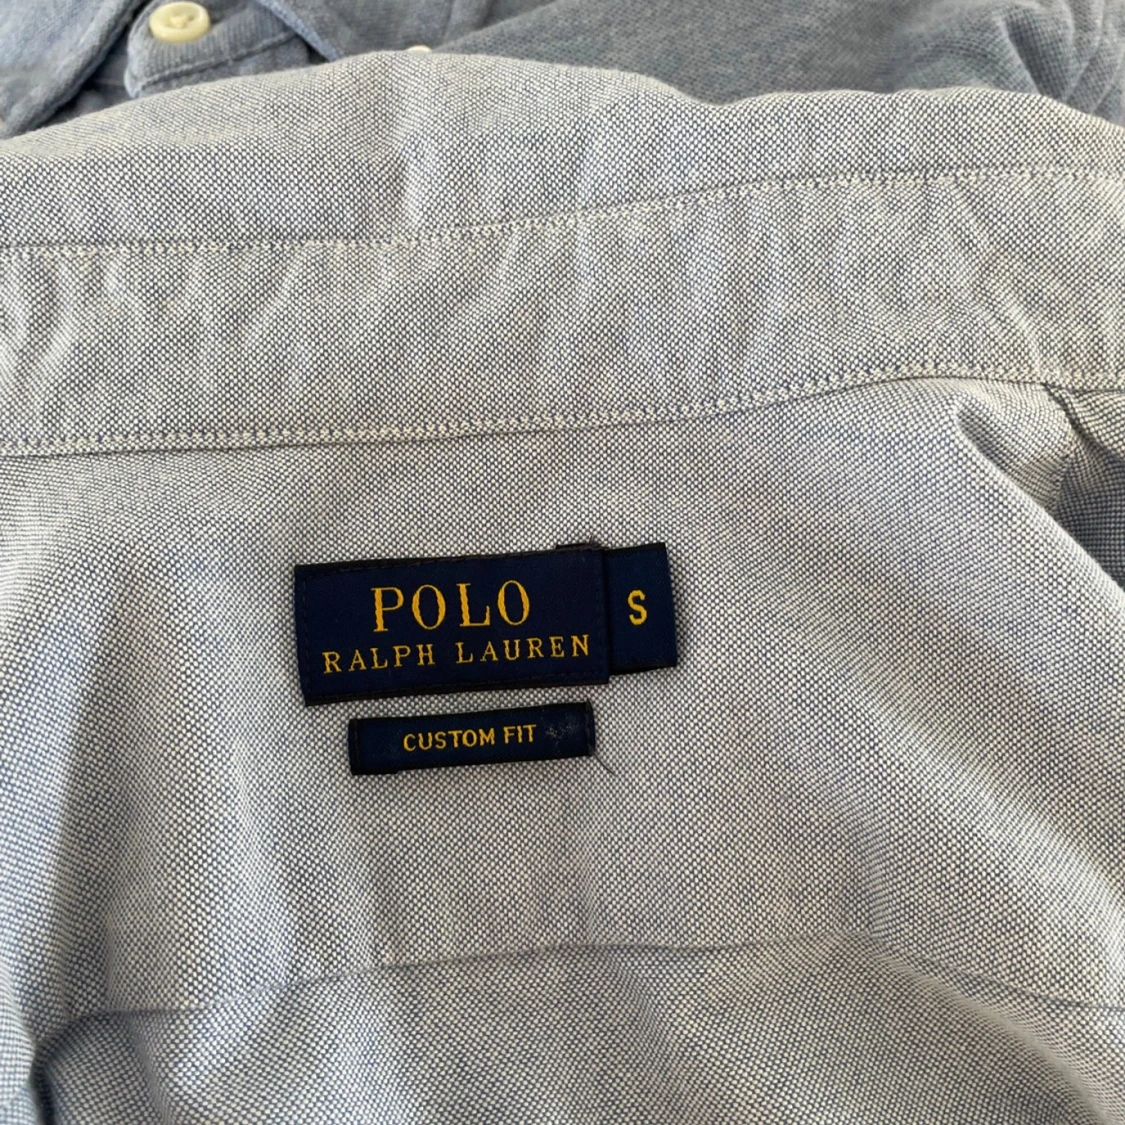 POLO
RALPH LAUREN
S
CUSTOM FIT